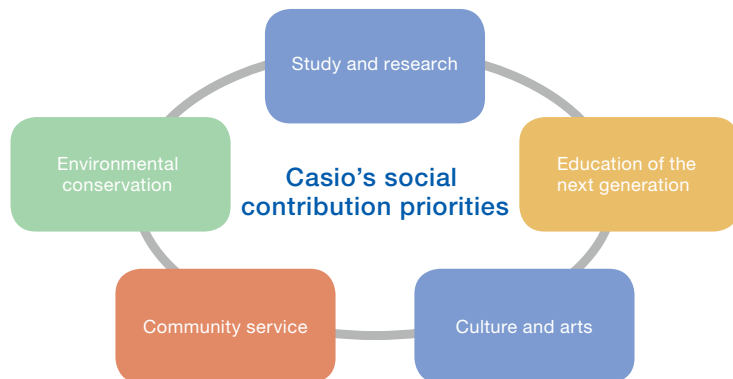 Study and research
Environmental
conservation
Casio’s social
contribution priorities
Education of the
next generation
Community service
Culture and arts